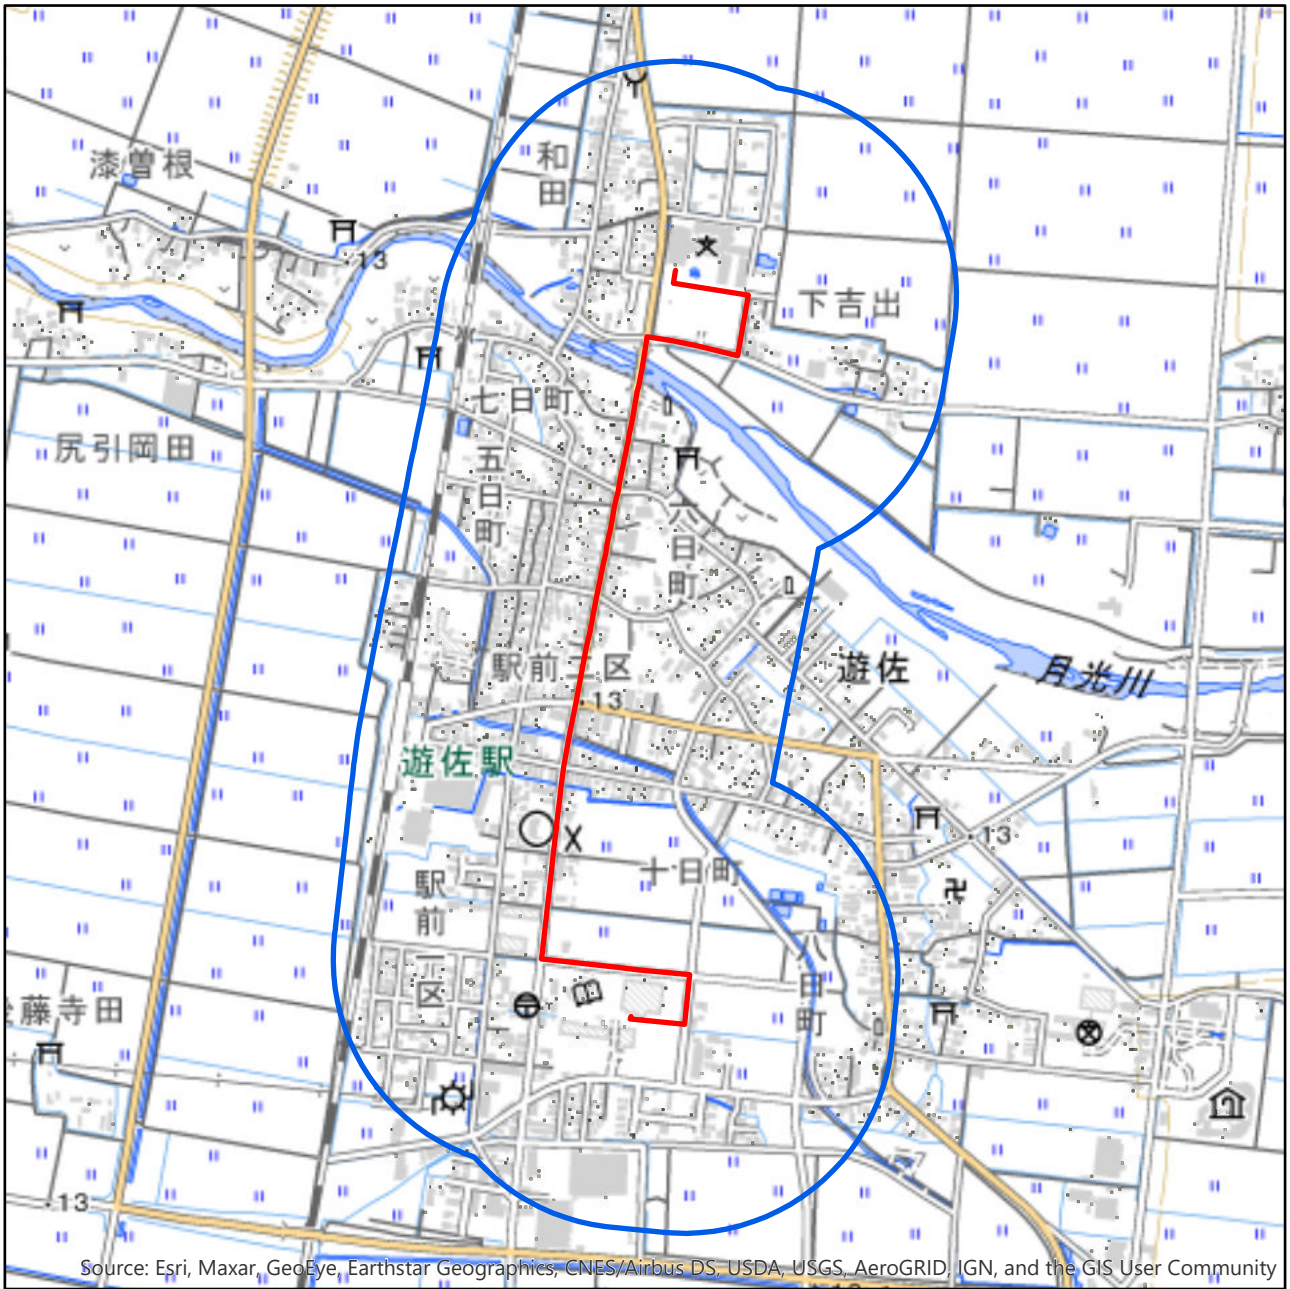 漆曽根
和田
13
下吉出
七日町
尻引岡田
五日町
六日町
駅前二区
遊佐
月光川
13
遊佐駅
13
十日町
駅前一区
八日町
藤寺田
13
Source: Esri, Maxar, GeoEye, Earthstar Geographics, CNES/Airbus DS, USDA, USGS, AeroGRID, IGN, and the GIS User Community